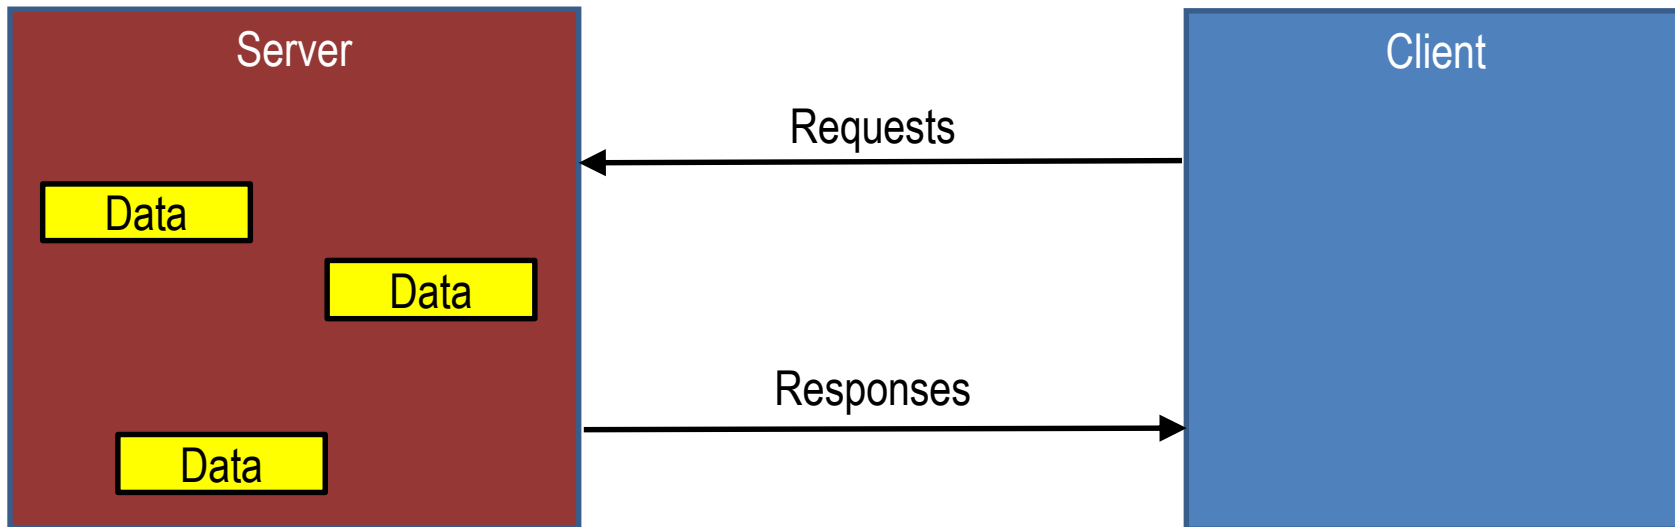 Server
Client
Requests
Data
Data
Responses
Data